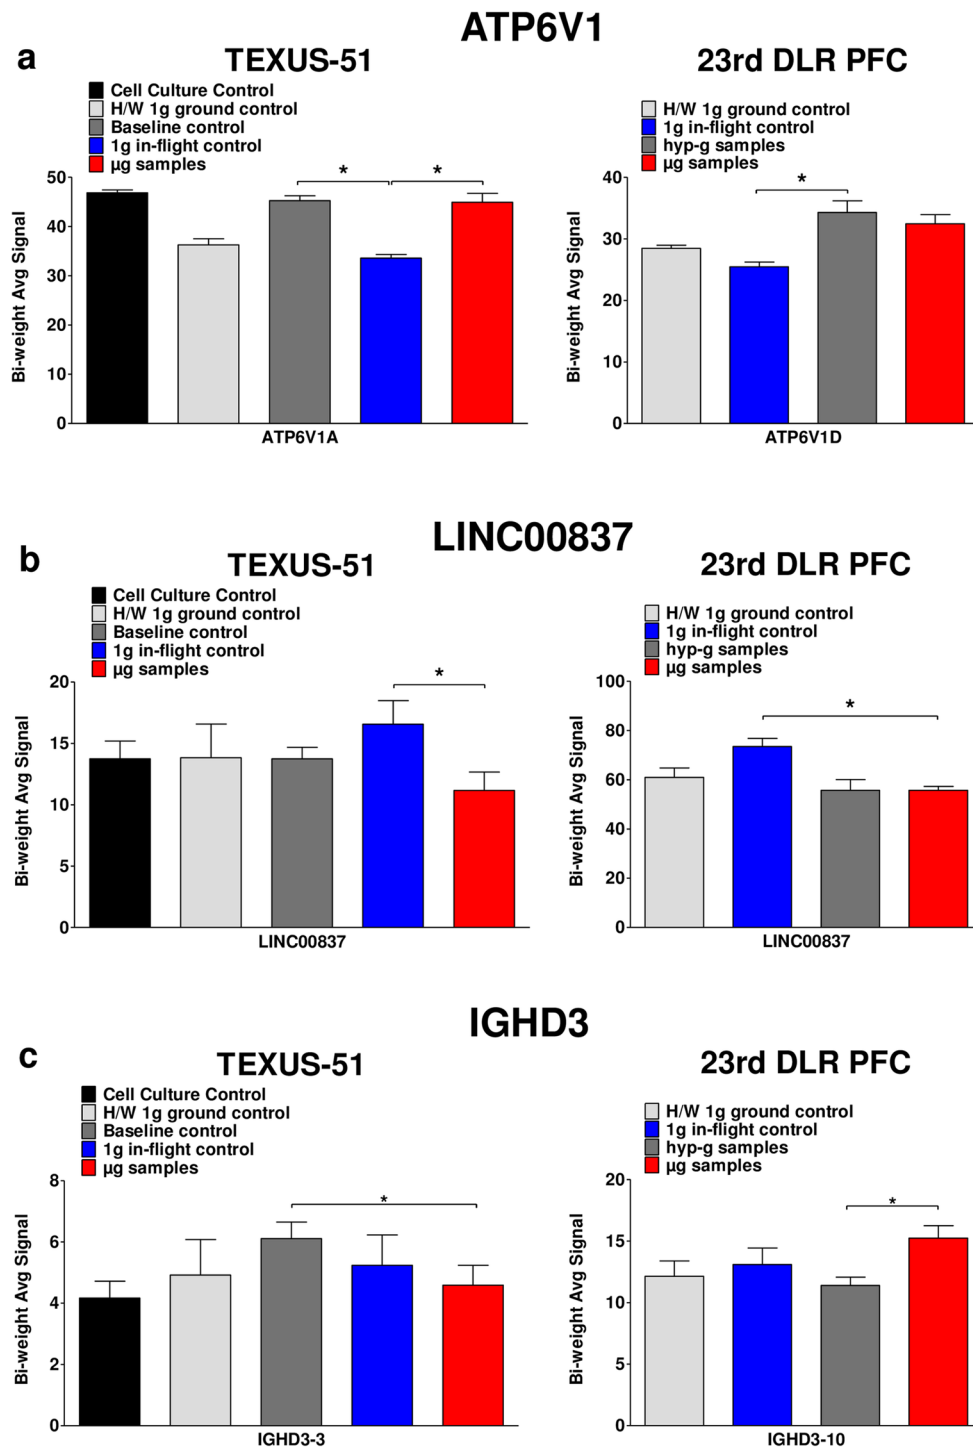 ATP6V1
a
TEXUS-51
Cell Culture Control
H/W 1g ground control
Baseline control
1g in-flight control
µg samples
*
*
Bi-weight Avg Signal
50
40
30
20
10
0
ATP6V1A
23rd DLR PFC
H/W 1g ground control
1g in-flight control
hyp-g samples
µg samples
*
Bi-weight Avg Signal
40
30
20
10
0
ATP6V1D
LINC00837
b
TEXUS-51
Cell Culture Control
H/W 1g ground control
Baseline control
1g in-flight control
µg samples
*
Bi-weight Avg Signal
20
15
10
5
0
LINC00837
23rd DLR PFC
H/W 1g ground control
1g in-flight control
hyp-g samples
µg samples
*
Bi-weight Avg Signal
100
80
60
40
20
0
LINC00837
IGHD3
c
TEXUS-51
Cell Culture Control
H/W 1g ground control
Baseline control
1g in-flight control
µg samples
*
Bi-weight Avg Signal
8
6
4
2
0
IGHD3-3
23rd DLR PFC
H/W 1g ground control
1g in-flight control
hyp-g samples
µg samples
*
Bi-weight Avg Signal
20
15
10
5
0
IGHD3-10